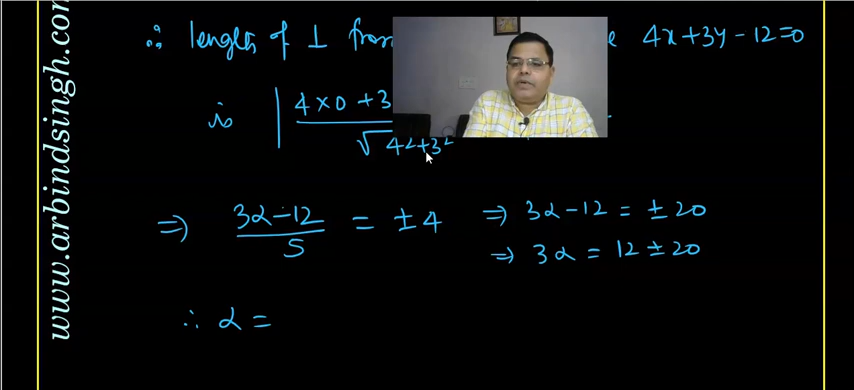 www.arbindsingh.com
∴ length of ⊥ from 4x+3y-12=0
is | 4×0 + 3
√4²+3²
⇒ 3α-12 / 5 = ±4 ⇒ 3α-12 = ±20
⇒ 3α = 12 ± 20
∴ α =